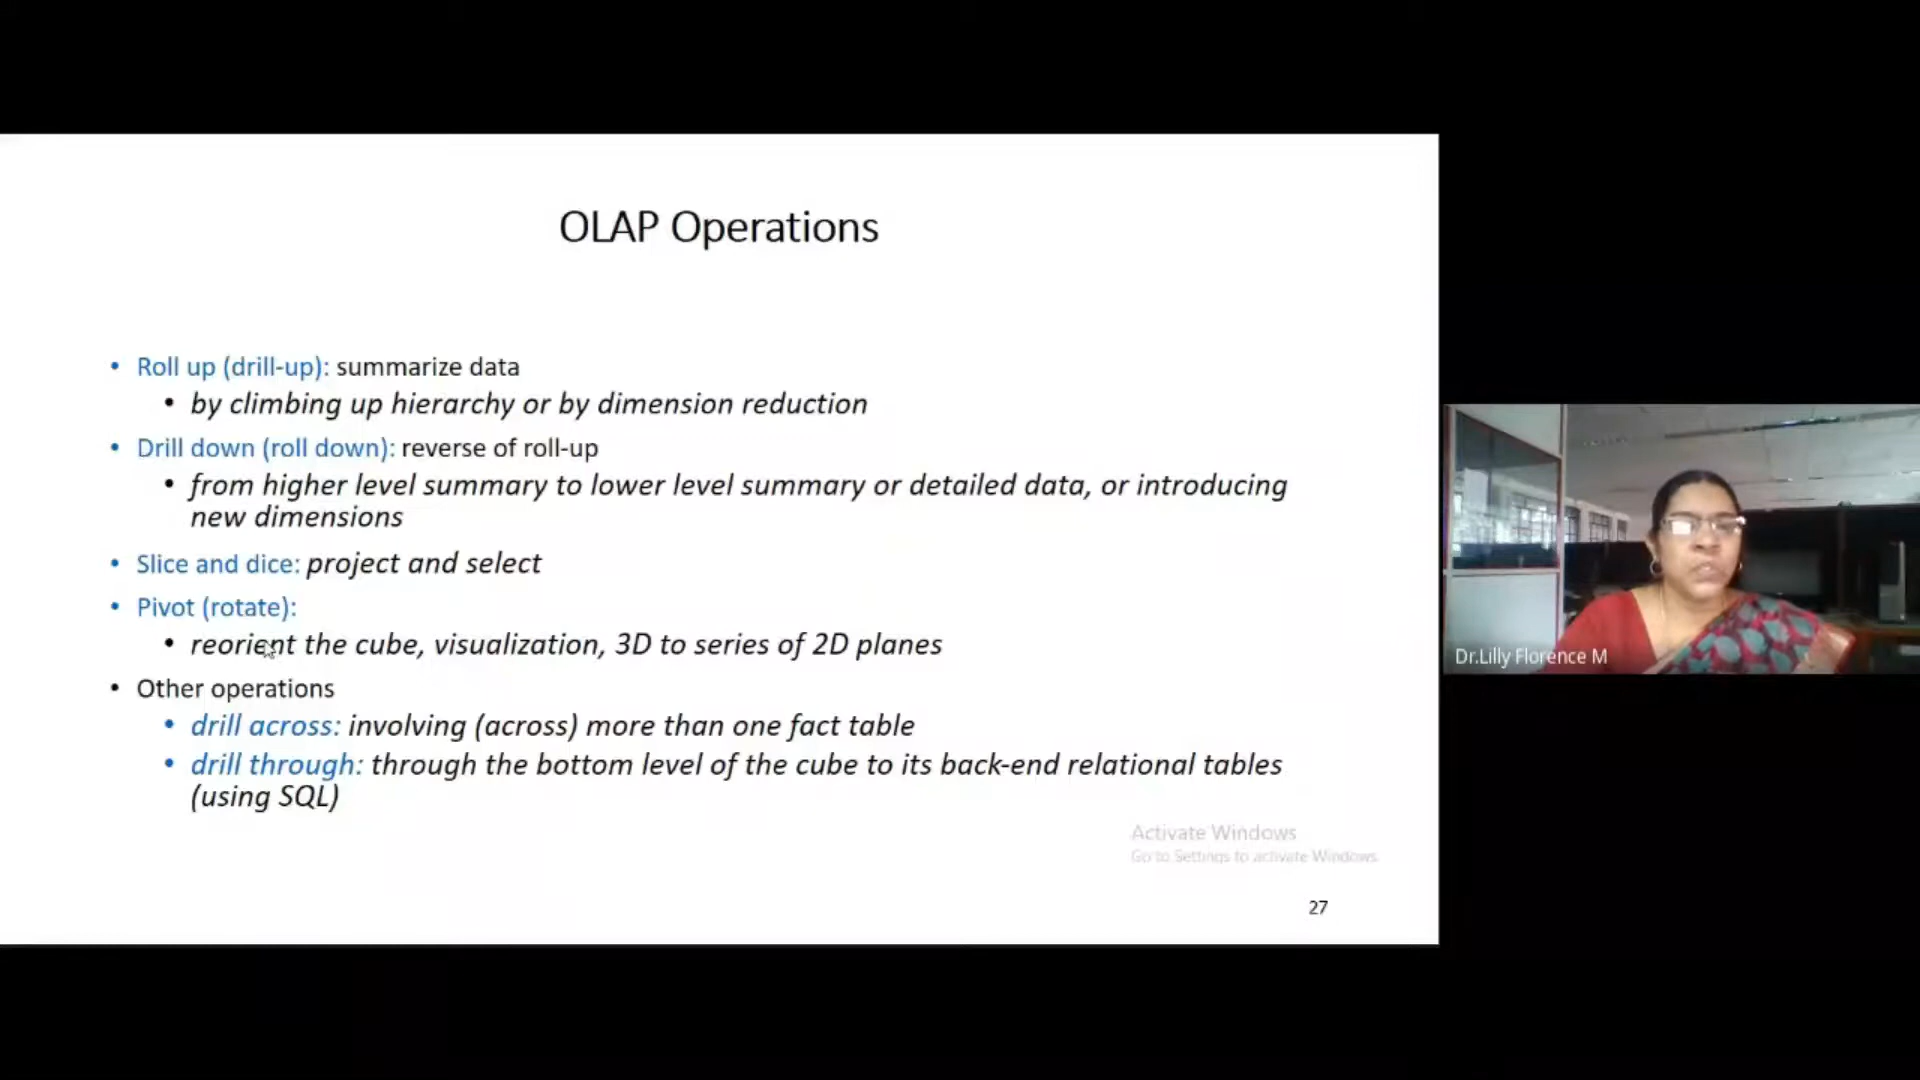 OLAP Operations
• Roll up (drill-up): summarize data
• by climbing up hierarchy or by dimension reduction
• Drill down (roll down): reverse of roll-up
• from higher level summary to lower level summary or detailed data, or introducing
new dimensions
• Slice and dice: project and select
• Pivot (rotate):
• reorient the cube, visualization, 3D to series of 2D planes
• Other operations
• drill across: involving (across) more than one fact table
• drill through: through the bottom level of the cube to its back-end relational tables
(using SQL)
Activate Windows
Go to Settings to activate Windows.
27
Dr.Lilly Florence M